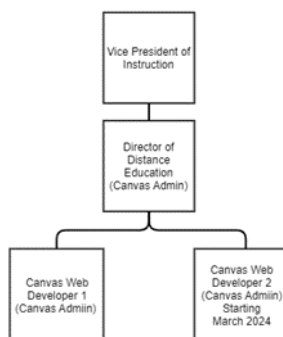 Vice President of
Instruction
Director of
Distance
Education
(Canvas Admin)
Canvas Web
Developer 1
(Canvas Admiin)
Canvas Web
Developer 2
(Canvas Admiin)
Starting
March 2024